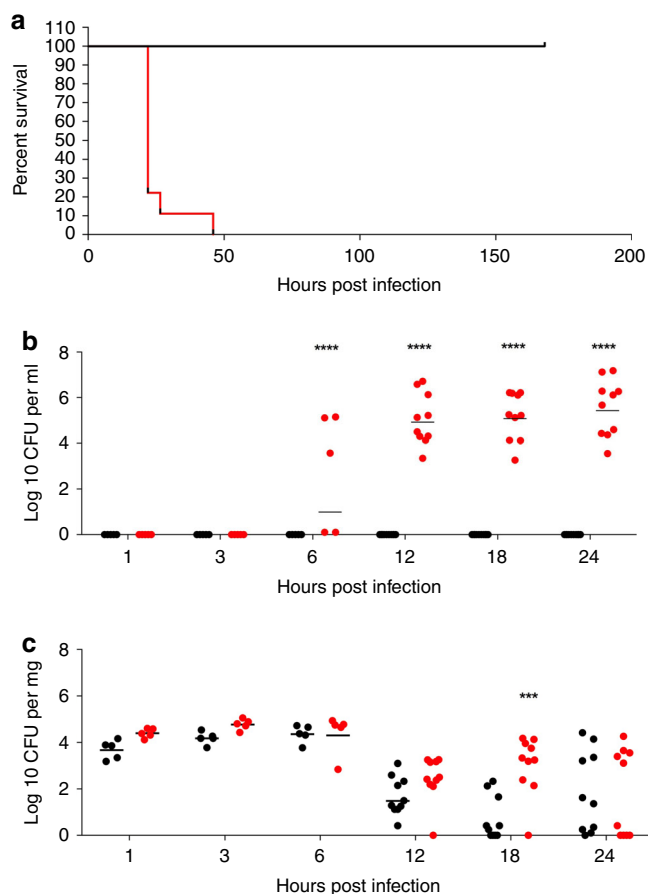 a
110
100
90
80
70
60
50
40
30
20
10
0
Percent survival
0 50 100 150 200
Hours post infection
b
**** **** **** ****
8
6
4
2
0
Log 10 CFU per ml
1 3 6 12 18 24
Hours post infection
c
***
8
6
4
2
0
Log 10 CFU per mg
1 3 6 12 18 24
Hours post infection